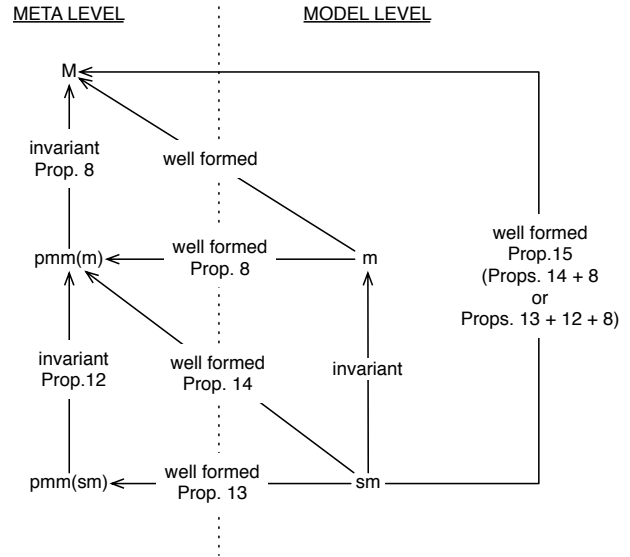 META LEVEL
MODEL LEVEL
M
invariant
Prop. 8
well formed
well formed
Prop.15
(Props. 14 + 8
or
Props. 13 + 12 + 8)
pmm(m)
well formed
Prop. 8
m
invariant
Prop.12
well formed
Prop. 14
invariant
pmm(sm)
well formed
Prop. 13
sm